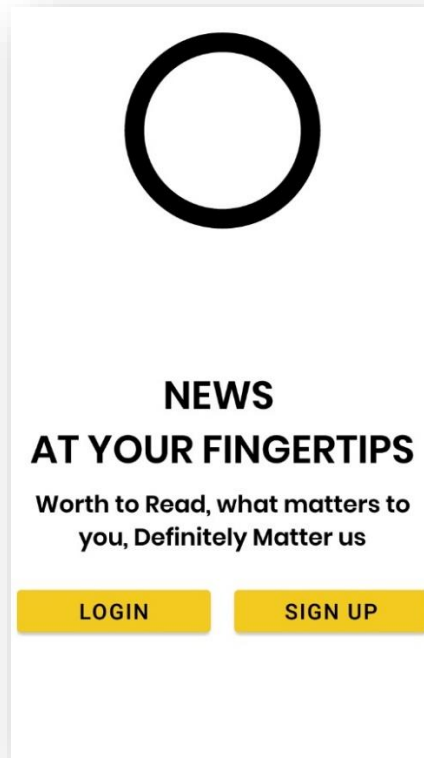 NEWS
AT YOUR FINGERTIPS
Worth to Read, what matters to
you, Definitely Matter us
LOGIN
SIGN UP